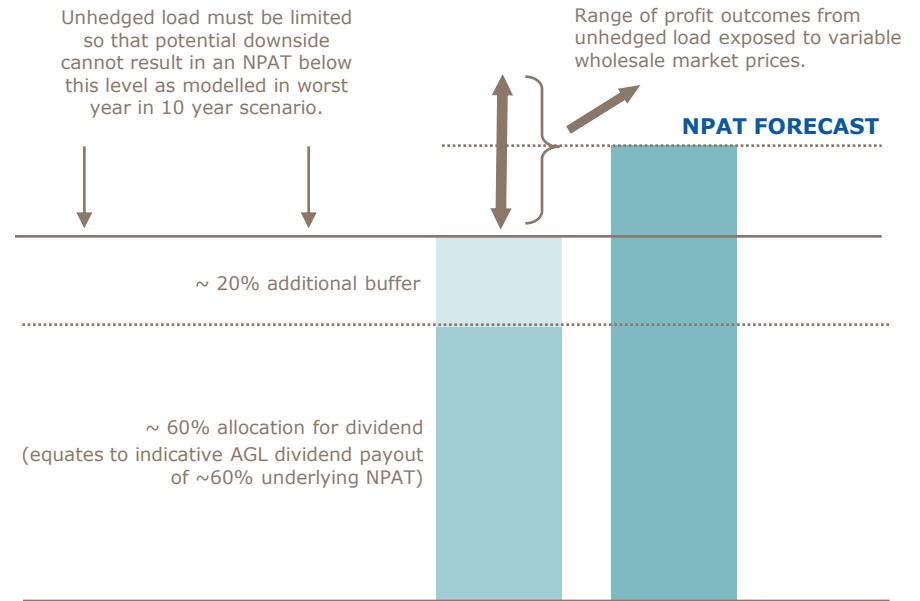 Unhedged load must be limited
so that potential downside
cannot result in an NPAT below
this level as modelled in worst
year in 10 year scenario.
Range of profit outcomes from
unhedged load exposed to variable
wholesale market prices.
NPAT FORECAST
~ 20% additional buffer
~ 60% allocation for dividend
(equates to indicative AGL dividend payout
of ~60% underlying NPAT)